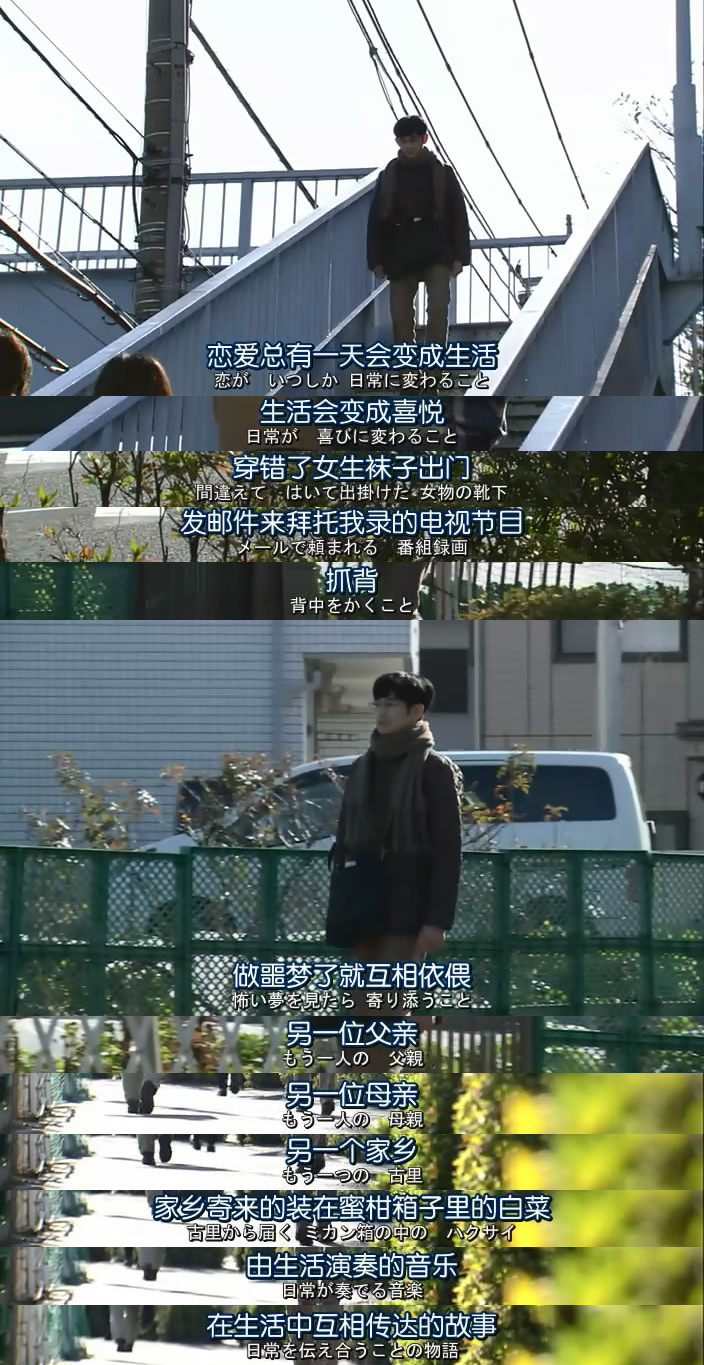 恋爱总有一天会变成生活
恋が　いつしか 日常に変わること
生活会变成喜悦
日常が　喜びに変わること
穿错了女生袜子出门
間違えて　はいて出掛けた 女物の靴下
发邮件来拜托我录的电视节目
メールで頼まれる　番組録画
抓背
背中をかくこと
做噩梦了就互相依偎
怖い夢を見たら 寄り添うこと
另一位父亲
もう一人の　父親
另一位母亲
もう一人の　母親
另一个家乡
もう一つの　古里
家乡寄来的装在蜜柑箱子里的白菜
古里から届く ミカン箱の中の　ハクサイ
由生活演奏的音乐
日常が奏でる音楽
在生活中互相传达的故事
日常を伝え合うことの物語